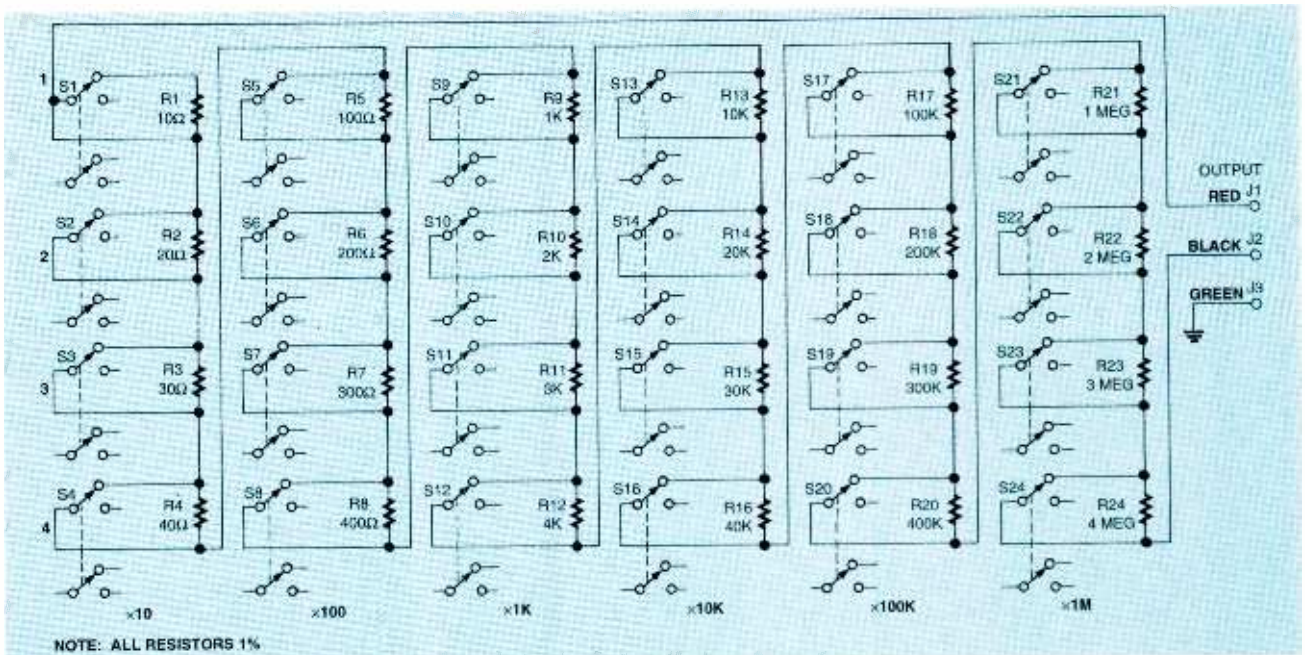 1
S1
R1
10Ω
S5
R5
100Ω
S9
R9
1K
S13
R13
10K
S17
R17
100K
S21
R21
1 MEG
OUTPUT
RED J1
2
S2
R2
20Ω
S6
R6
200Ω
S10
R10
2K
S14
R14
20K
S18
R18
200K
S22
R22
2 MEG
BLACK J2
GREEN J3
3
S3
R3
30Ω
S7
R7
300Ω
S11
R11
3K
S15
R15
30K
S19
R19
300K
S23
R23
3 MEG
4
S4
R4
40Ω
S8
R8
400Ω
S12
R12
4K
S16
R16
40K
S20
R20
400K
S24
R24
4 MEG
×10 ×100 ×1K ×10K ×100K ×1M
NOTE: ALL RESISTORS 1%